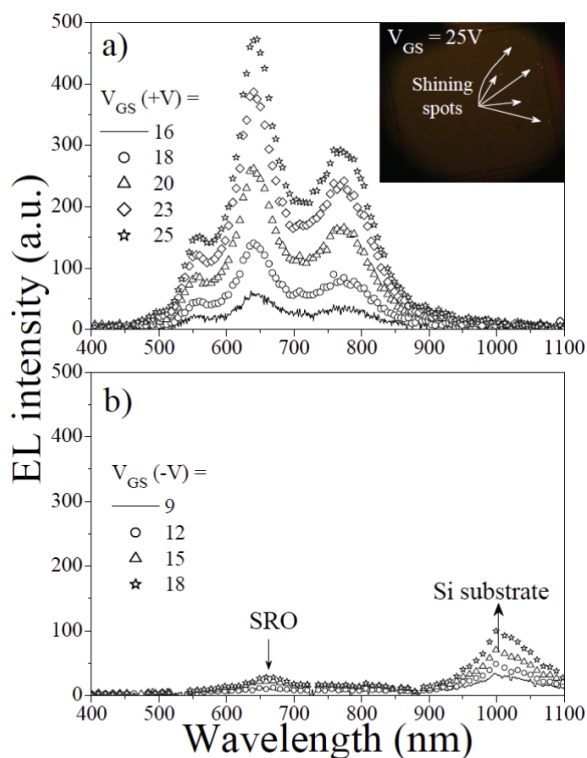 EL intensity (a.u.)
500
400
300
200
100
0
a)
V_GS (+V) =
16
18
20
23
25
V_GS = 25V
Shining
spots
400 500 600 700 800 900 1000 1100
500
400
300
200
100
0
b)
V_GS (-V) =
9
12
15
18
SRO
Si substrate
400 500 600 700 800 900 1000 1100
Wavelength (nm)